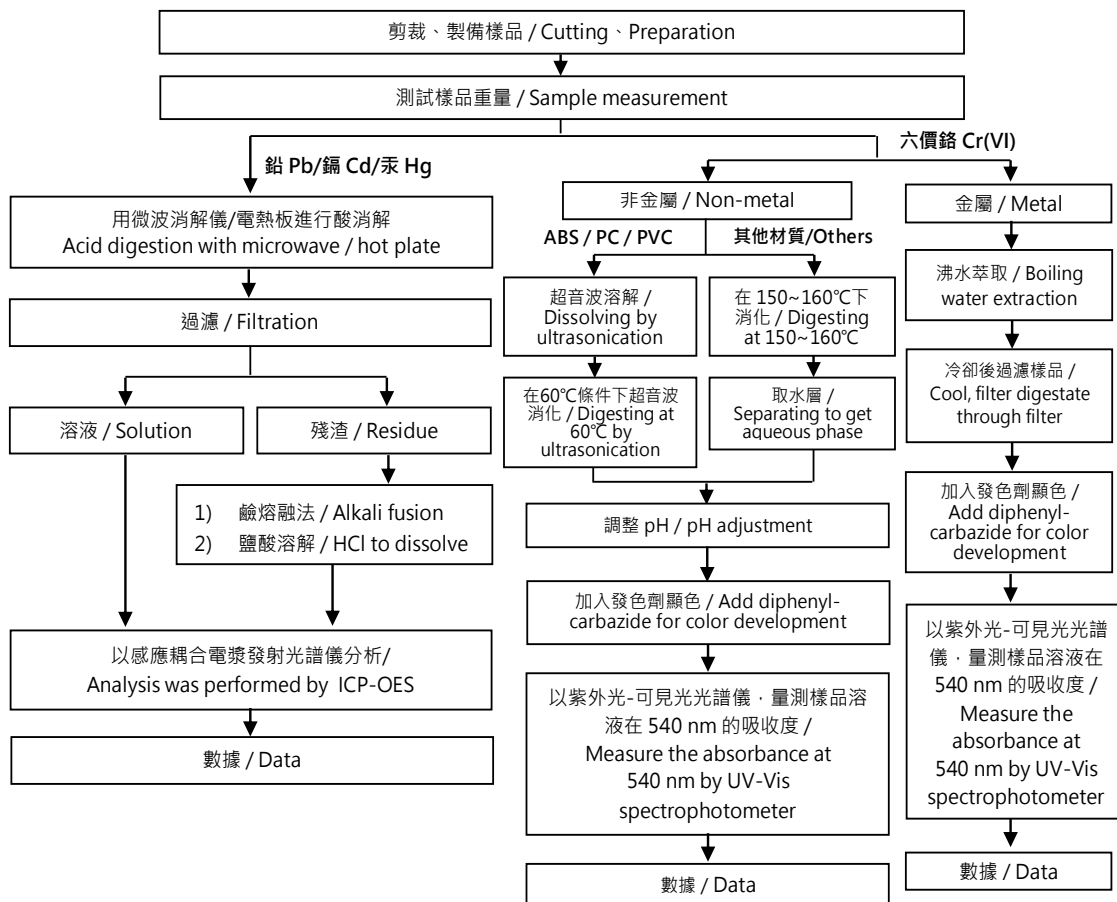 剪裁、製備樣品 / Cutting、Preparation
測試樣品重量 / Sample measurement
鉛 Pb/鎘 Cd/汞 Hg
用微波消解儀/電熱板進行酸消解
Acid digestion with microwave / hot plate
過濾 / Filtration
溶液 / Solution
殘渣 / Residue
1) 鹼熔融法 / Alkali fusion
2) 鹽酸溶解 / HCl to dissolve
以感應耦合電漿發射光譜儀分析/
Analysis was performed by ICP-OES
數據 / Data
六價鉻 Cr(VI)
非金屬 / Non-metal
ABS / PC / PVC
超音波溶解 /
Dissolving by
ultrasonication
在60℃條件下超音波
消化 / Digesting at
60℃ by
ultrasonication
其他材質/Others
在 150~160℃下
消化 / Digesting
at 150~160℃
取水層 /
Separating to get
aqueous phase
調整 pH / pH adjustment
加入發色劑顯色 / Add diphenyl-
carbazide for color development
以紫外光-可見光光譜儀，量測樣品溶
液在 540 nm 的吸收度 /
Measure the absorbance at
540 nm by UV-Vis
spectrophotometer
數據 / Data
金屬 / Metal
沸水萃取 / Boiling
water extraction
冷卻後過濾樣品 /
Cool, filter digestate
through filter
加入發色劑顯色 /
Add diphenyl-
carbazide for color
development
以紫外光-可見光光譜
儀，量測樣品溶液在
540 nm 的吸收度 /
Measure the
absorbance at
540 nm by UV-Vis
spectrophotometer
數據 / Data